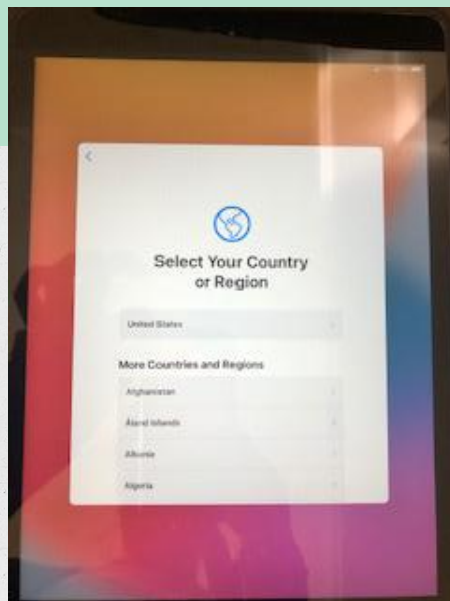 Select Your Country
or Region
United States
More Countries and Regions
Afghanistan
Åland Islands
Albania
Algeria